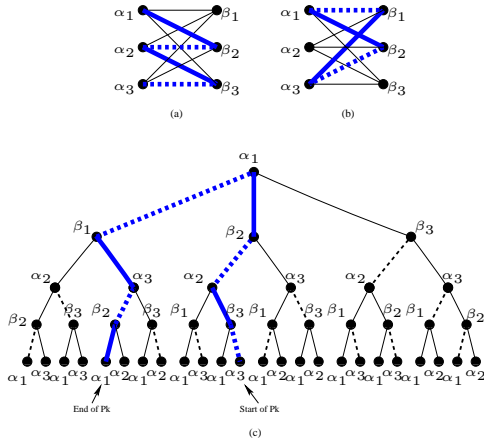 α1 β1 α1 β1
α2 β2 α2 β2
α3 β3 α3 β3
(a) (b)
α1
β1 β2 β3
α2 α3 α2 α3 α2 α3
β2 β3 β2 β3 β1 β3 β1 β2 β1 β2 β1 β2
α1 α3 α1 α3 α1 α2 α1 α2 α1 α3 α1 α3 α1 α2 α1 α2 α1 α3 α1 α3 α1 α2 α1 α2
End of Pk Start of Pk
(c)